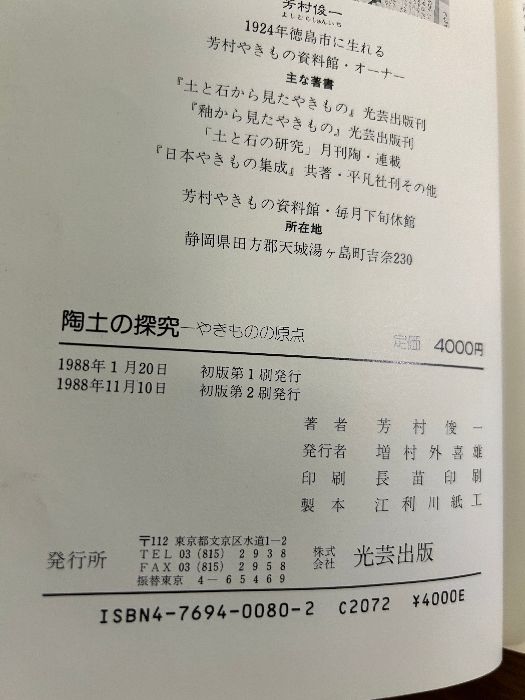 芳村俊一
よしむらしゅんいち
1924年徳島市に生れる
芳村やきもの資料館・オーナー
主な著書
『土と石から見たやきもの』光芸出版刊
『釉から見たやきもの』光芸出版刊
「土と石の研究」月刊陶・連載
『日本やきもの集成』共著・平凡社刊その他
芳村やきもの資料館・毎月下旬休館
所在地
静岡県田方郡天城湯ヶ島町吉奈230
陶土の探究―やきものの原点 定価 4000円
1988年1月20日 初版第1刷発行
1988年11月10日 初版第2刷発行
著者 芳村俊一
発行者 増村外喜雄
印刷 長苗印刷
製本 江利川紙工
発行所
〒112 東京都文京区水道1―2
TEL 03 (815) 2938
FAX 03 (815) 2958
振替東京 4―65469
株式会社 光芸出版
ISBN4-7694-0080-2 C2072 ¥4000E